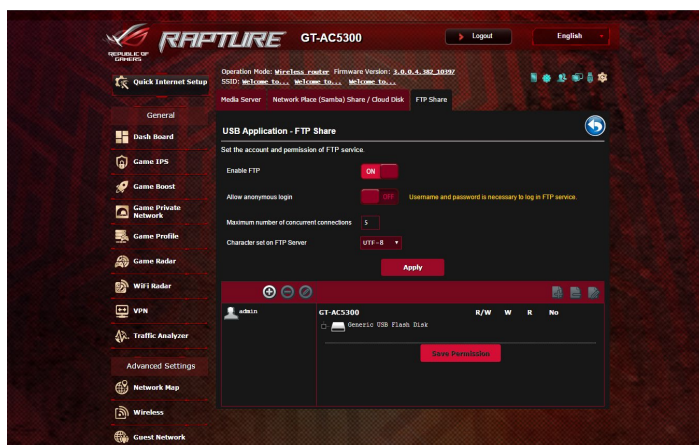 REPUBLIC OF
GAMERS
RAPTURE
GT-AC5300
Logout
English
Quick Internet Setup
Operation Mode: Wireless router Firmware Version: 3.0.0.4.382_10397
SSID: Welcome to... Welcome to... Welcome to...
Media Server Network Place (Samba) Share / Cloud Disk FTP Share
General
Dash Board
Game IPS
Game Boost
Game Private
Network
Game Profile
Game Radar
WiFi Radar
VPN
Traffic Analyzer
Advanced Settings
Network Map
Wireless
Guest Network
USB Application - FTP Share
Set the account and permission of FTP service.
Enable FTP ON
Allow anonymous login OFF Username and password is necessary to log in FTP service.
Maximum number of concurrent connections 5
Character set on FTP Server UTF-8
Apply
admin
GT-AC5300 R/W W R No
Generic USB Flash Disk
Save Permission